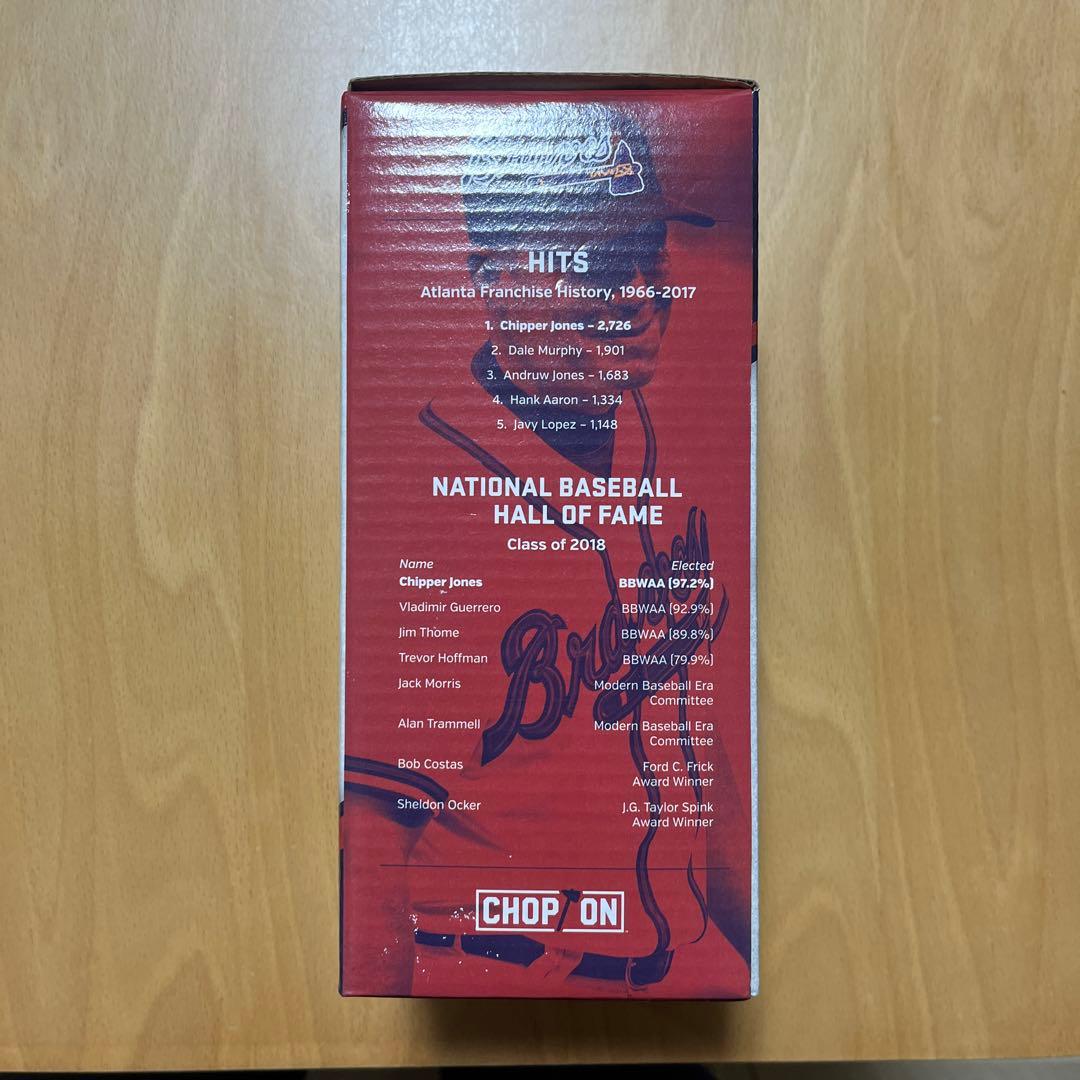 Braves
HITS
Atlanta Franchise History, 1966-2017
1. Chipper Jones – 2,726
2. Dale Murphy – 1,901
3. Andruw Jones – 1,683
4. Hank Aaron – 1,334
5. Javy Lopez – 1,148
NATIONAL BASEBALL
HALL OF FAME
Class of 2018
Name Elected
Chipper Jones BBWAA (97.2%)
Vladimir Guerrero BBWAA (92.9%)
Jim Thome BBWAA (89.8%)
Trevor Hoffman BBWAA (79.9%)
Jack Morris Modern Baseball Era
Committee
Alan Trammell Modern Baseball Era
Committee
Bob Costas Ford C. Frick
Award Winner
Sheldon Ocker J.G. Taylor Spink
Award Winner
Braves
CHOP ON